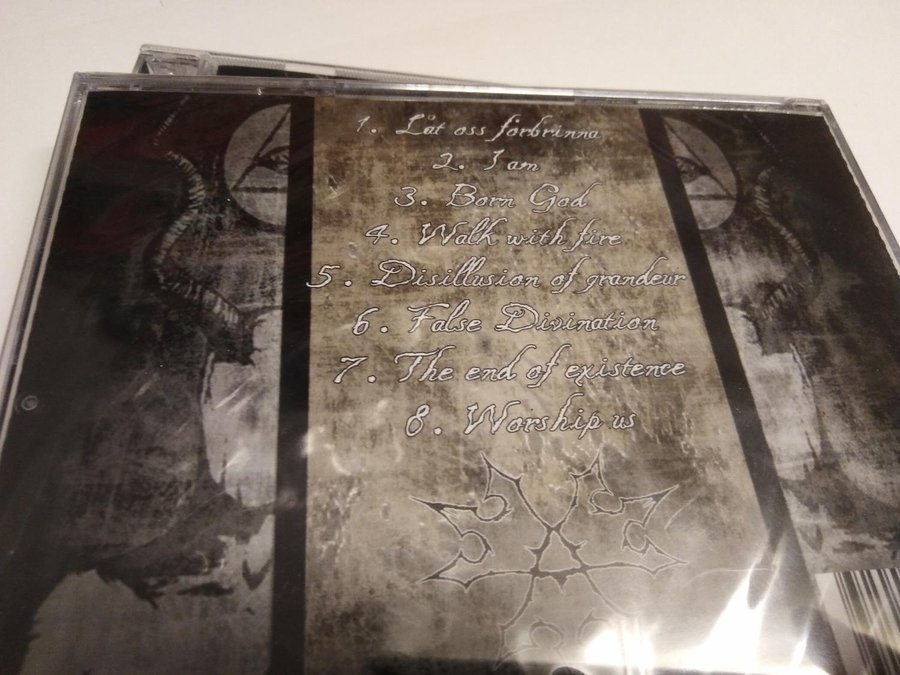 1. Låt oss förbrinna
2. I am
3. Born God
4. Walk with fire
5. Disillusion of grandeur
6. False Divination
7. The end of existence
8. Worship us